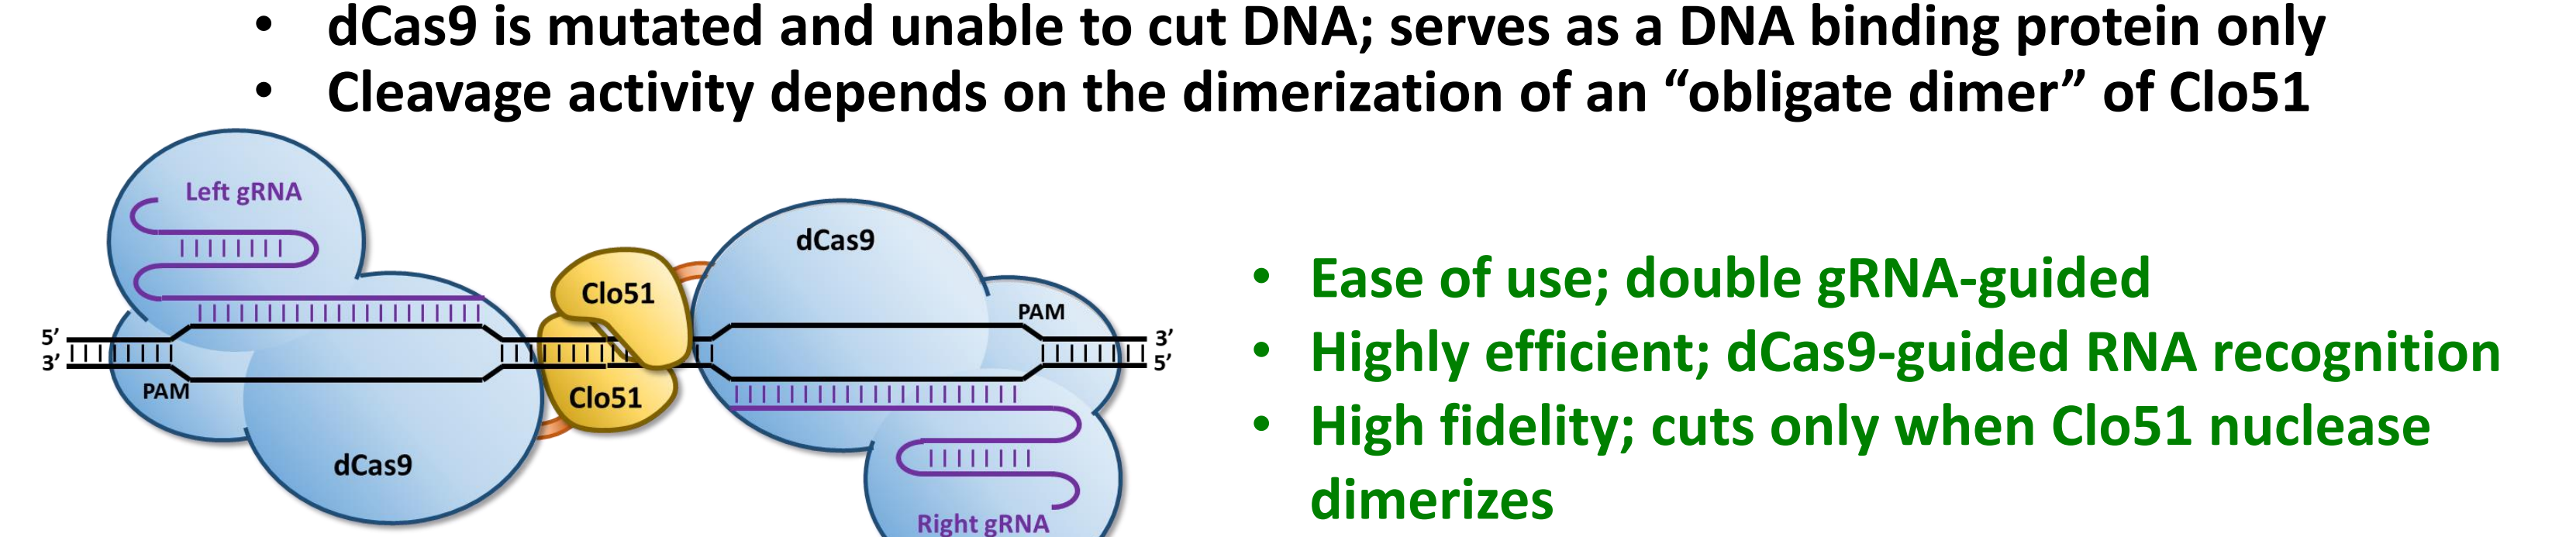 • dCas9 is mutated and unable to cut DNA; serves as a DNA binding protein only
• Cleavage activity depends on the dimerization of an “obligate dimer” of Clo51
Left gRNA
dCas9
Clo51
PAM
5’
3’
3’
5’
PAM
Clo51
dCas9
Right gRNA
• Ease of use; double gRNA-guided
• Highly efficient; dCas9-guided RNA recognition
• High fidelity; cuts only when Clo51 nuclease
dimerizes